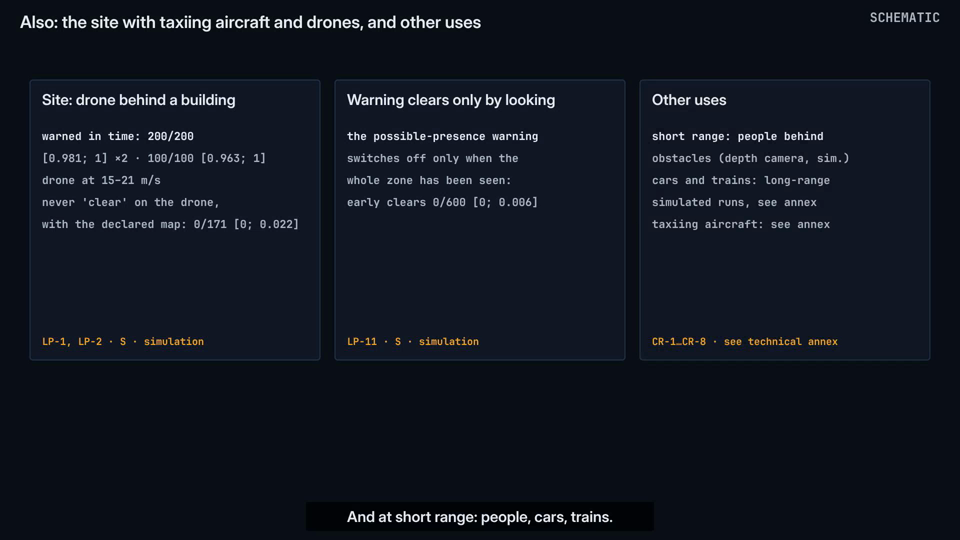 Also: the site with taxiing aircraft and drones, and other uses
SCHEMATIC
Site: drone behind a building
warned in time: 200/200
[0.981; 1] ×2 · 100/100 [0.963; 1]
drone at 15–21 m/s
never 'clear' on the drone,
with the declared map: 0/171 [0; 0.022]
LP-1, LP-2 · S · simulation
Warning clears only by looking
the possible-presence warning
switches off only when the
whole zone has been seen:
early clears 0/600 [0; 0.006]
LP-11 · S · simulation
Other uses
short range: people behind
obstacles (depth camera, sim.)
cars and trains: long-range
simulated runs, see annex
taxiing aircraft: see annex
CR-1…CR-8 · see technical annex
And at short range: people, cars, trains.